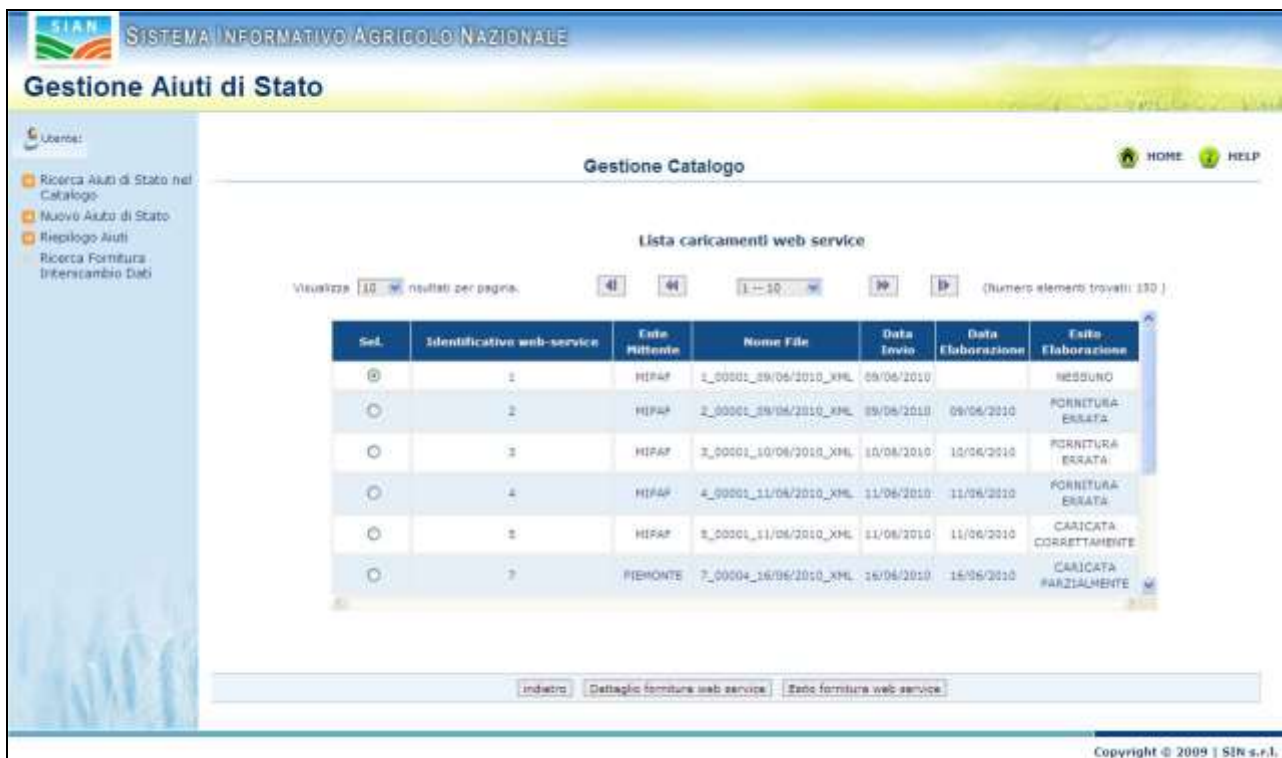 SIAN
SISTEMA INFORMATIVO AGRICOLO NAZIONALE
Gestione Aiuti di Stato
Utente:
Ricerca Aiuti di Stato nel
Catalogo
Nuovo Aiuto di Stato
Riepilogo Aiuti
Ricerca Fornitura
Interscambio Dati
Gestione Catalogo
HOME
HELP
Lista caricamenti web service
Visualizza 10 risultati per pagina.
1 -- 10
(Numero elementi trovati: 190 )
Sel. Identificativo web-service Ente Mittente Nome File Data Invio Data Elaborazione Esito Elaborazione
1 MIPAF 1_00001_09/06/2010_XML 09/06/2010 NESSUNO
2 MIPAF 2_00001_09/06/2010_XML 09/06/2010 09/06/2010 FORNITURA ERRATA
3 MIPAF 3_00001_10/06/2010_XML 10/06/2010 10/06/2010 FORNITURA ERRATA
4 MIPAF 4_00001_11/06/2010_XML 11/06/2010 11/06/2010 FORNITURA ERRATA
5 MIPAF 5_00001_11/06/2010_XML 11/06/2010 11/06/2010 CARICATA CORRETTAMENTE
7 PIEMONTE 7_00004_16/06/2010_XML 16/06/2010 16/06/2010 CARICATA PARZIALMENTE
indietro Dettaglio fornitura web service Esito fornitura web service
Copyright © 2009 | SIN s.r.l.